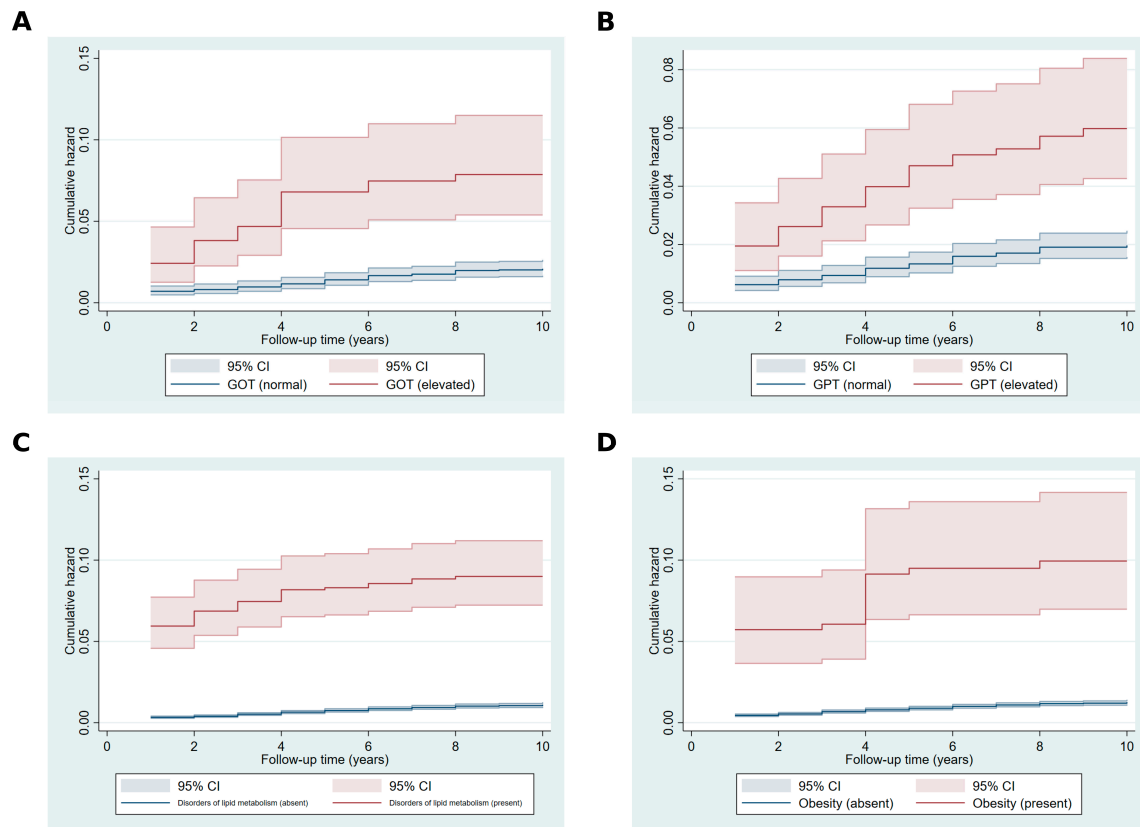 A
B
0.15
0.10
0.05
0.00
Cumulative hazard
0 2 4 6 8 10
Follow-up time (years)
95% CI 95% CI
GOT (normal) GOT (elevated)
0.08
0.06
0.04
0.02
0.00
Cumulative hazard
0 2 4 6 8 10
Follow-up time (years)
95% CI 95% CI
GPT (normal) GPT (elevated)
C
D
0.15
0.10
0.05
0.00
Cumulative hazard
0 2 4 6 8 10
Follow-up time (years)
95% CI 95% CI
Disorders of lipid metabolism (absent) Disorders of lipid metabolism (present)
0.15
0.10
0.05
0.00
Cumulative hazard
0 2 4 6 8 10
Follow-up time (years)
95% CI 95% CI
Obesity (absent) Obesity (present)